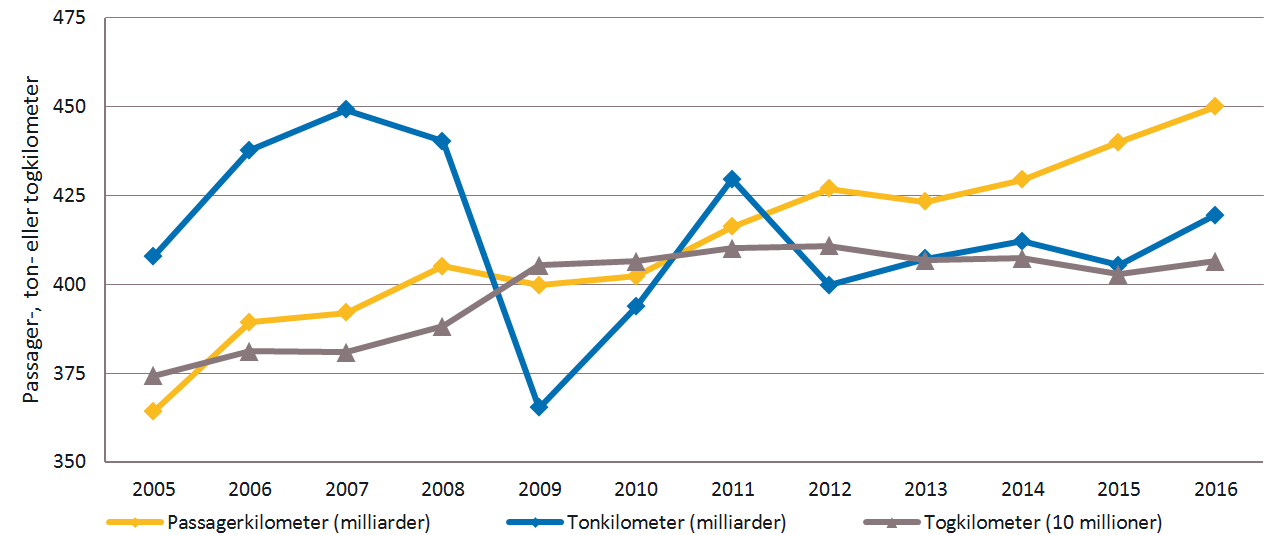 Passager-, ton- eller togkilometer
475
450
425
400
375
350
2005 2006 2007 2008 2009 2010 2011 2012 2013 2014 2015 2016
Passagerkilometer (milliarder) Tonkilometer (milliarder) Togkilometer (10 millioner)